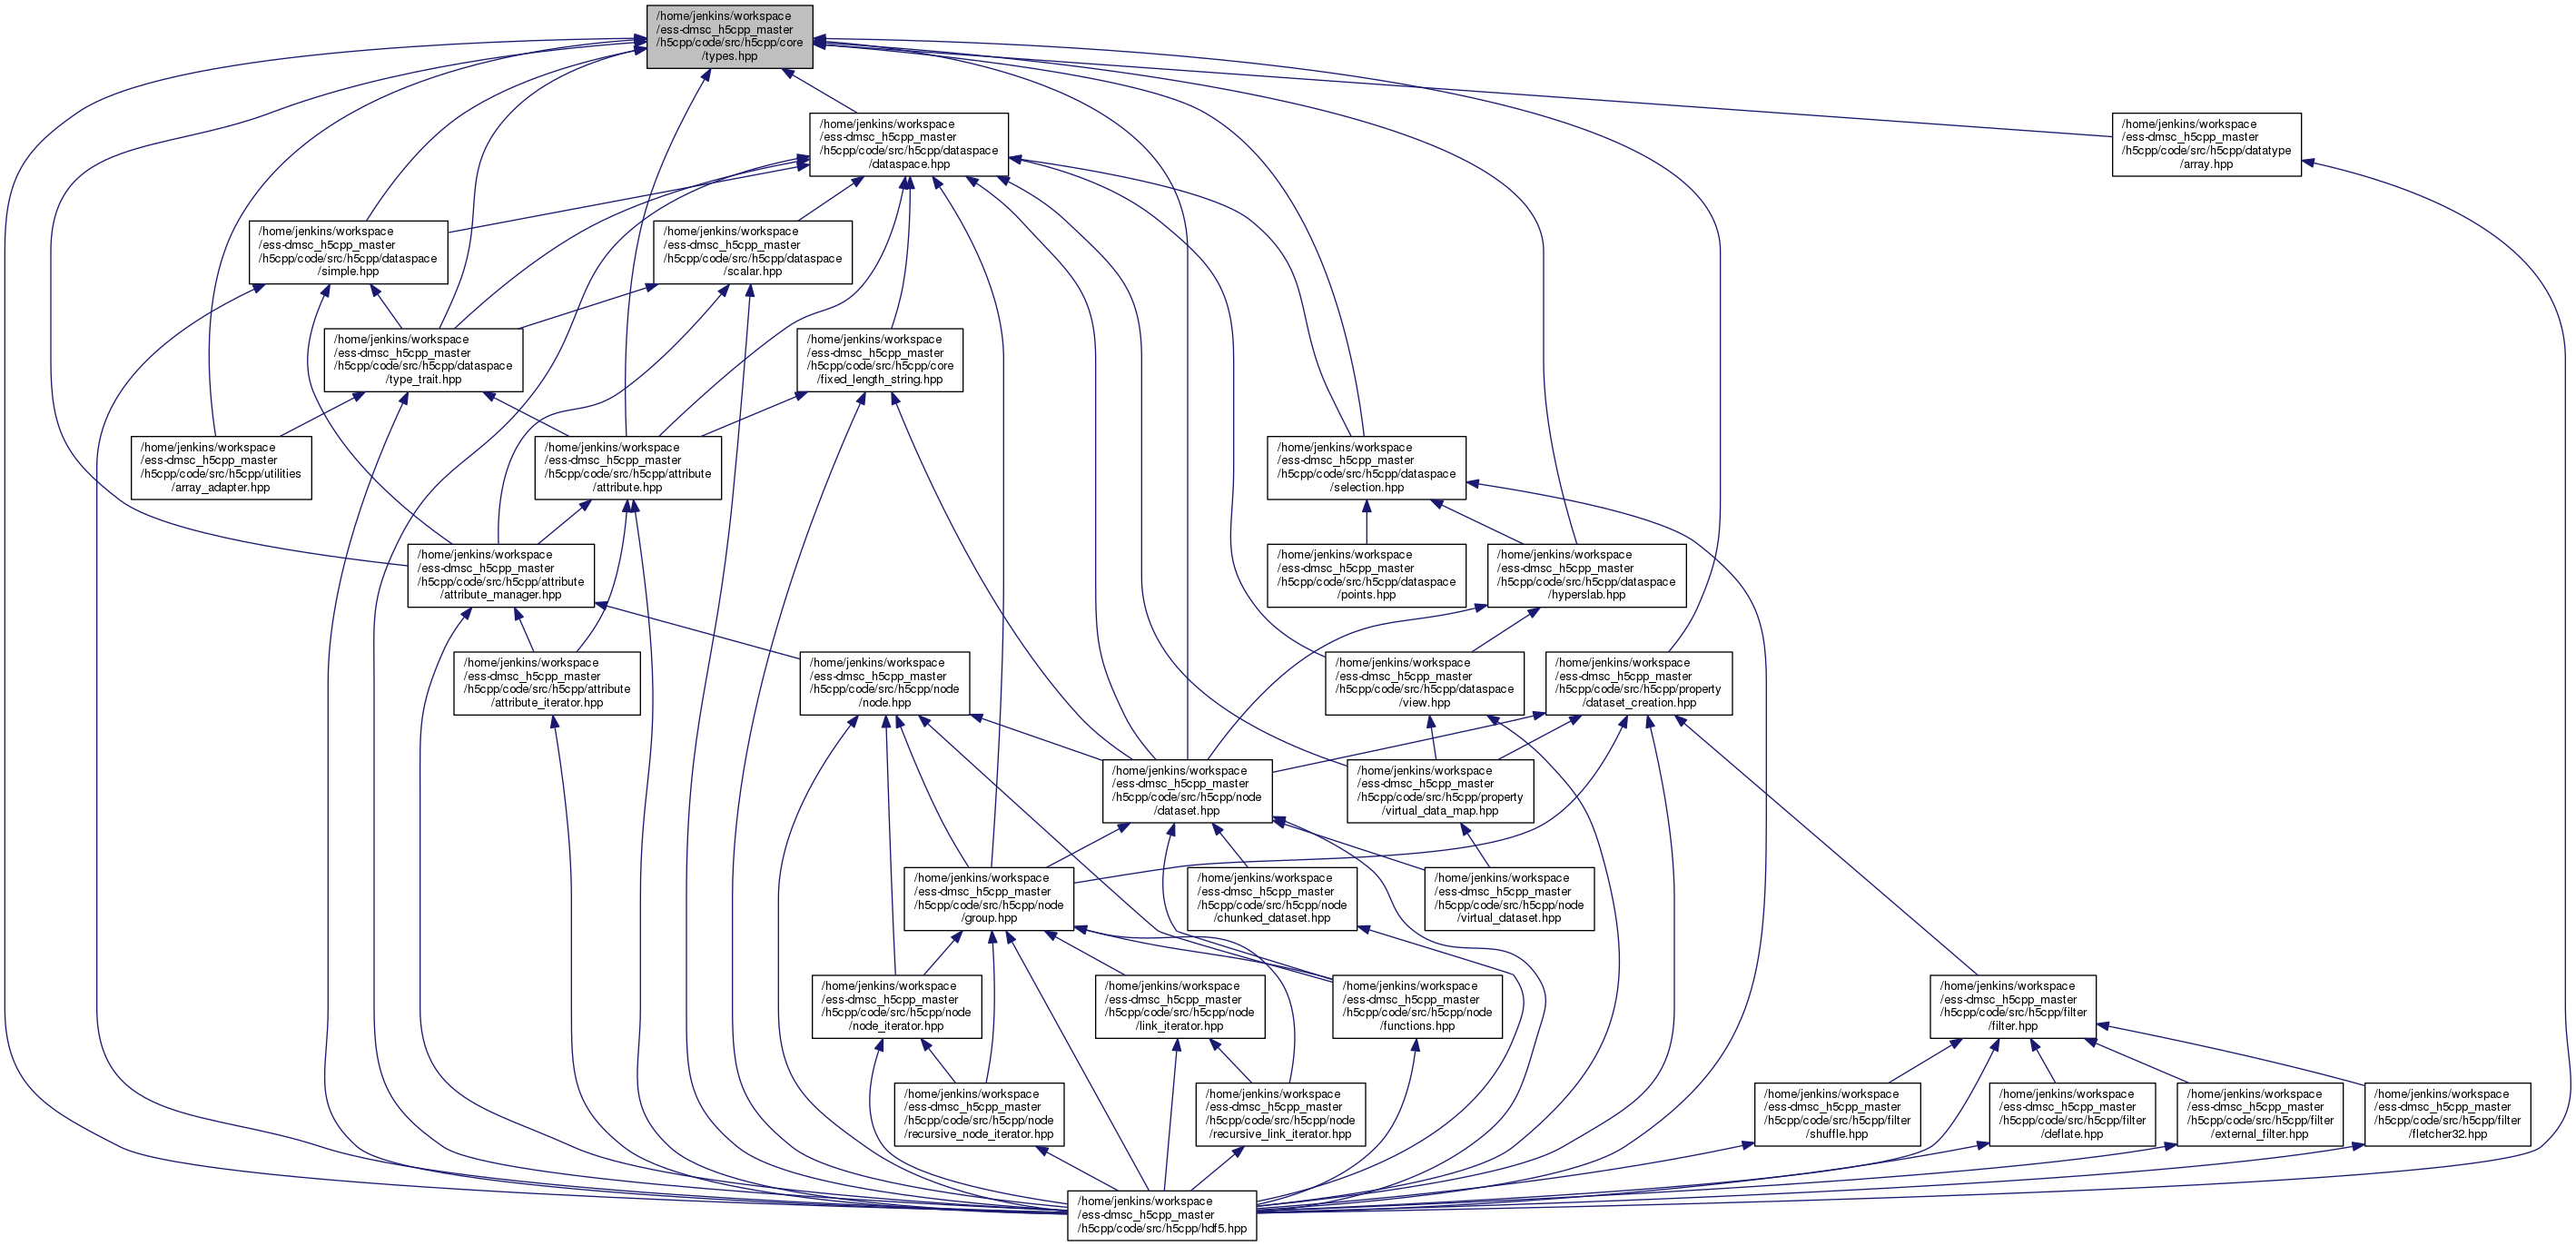 /home/jenkins/workspace
/ess-dmsc_h5cpp_master
/h5cpp/code/src/h5cpp/core
/types.hpp
/home/jenkins/workspace
/ess-dmsc_h5cpp_master
/h5cpp/code/src/h5cpp/dataspace
/dataspace.hpp
/home/jenkins/workspace
/ess-dmsc_h5cpp_master
/h5cpp/code/src/h5cpp/datatype
/array.hpp
/home/jenkins/workspace
/ess-dmsc_h5cpp_master
/h5cpp/code/src/h5cpp/dataspace
/simple.hpp
/home/jenkins/workspace
/ess-dmsc_h5cpp_master
/h5cpp/code/src/h5cpp/dataspace
/scalar.hpp
/home/jenkins/workspace
/ess-dmsc_h5cpp_master
/h5cpp/code/src/h5cpp/dataspace
/type_trait.hpp
/home/jenkins/workspace
/ess-dmsc_h5cpp_master
/h5cpp/code/src/h5cpp/core
/fixed_length_string.hpp
/home/jenkins/workspace
/ess-dmsc_h5cpp_master
/h5cpp/code/src/h5cpp/utilities
/array_adapter.hpp
/home/jenkins/workspace
/ess-dmsc_h5cpp_master
/h5cpp/code/src/h5cpp/attribute
/attribute.hpp
/home/jenkins/workspace
/ess-dmsc_h5cpp_master
/h5cpp/code/src/h5cpp/dataspace
/selection.hpp
/home/jenkins/workspace
/ess-dmsc_h5cpp_master
/h5cpp/code/src/h5cpp/attribute
/attribute_manager.hpp
/home/jenkins/workspace
/ess-dmsc_h5cpp_master
/h5cpp/code/src/h5cpp/dataspace
/points.hpp
/home/jenkins/workspace
/ess-dmsc_h5cpp_master
/h5cpp/code/src/h5cpp/dataspace
/hyperslab.hpp
/home/jenkins/workspace
/ess-dmsc_h5cpp_master
/h5cpp/code/src/h5cpp/attribute
/attribute_iterator.hpp
/home/jenkins/workspace
/ess-dmsc_h5cpp_master
/h5cpp/code/src/h5cpp/node
/node.hpp
/home/jenkins/workspace
/ess-dmsc_h5cpp_master
/h5cpp/code/src/h5cpp/dataspace
/view.hpp
/home/jenkins/workspace
/ess-dmsc_h5cpp_master
/h5cpp/code/src/h5cpp/property
/dataset_creation.hpp
/home/jenkins/workspace
/ess-dmsc_h5cpp_master
/h5cpp/code/src/h5cpp/node
/dataset.hpp
/home/jenkins/workspace
/ess-dmsc_h5cpp_master
/h5cpp/code/src/h5cpp/property
/virtual_data_map.hpp
/home/jenkins/workspace
/ess-dmsc_h5cpp_master
/h5cpp/code/src/h5cpp/node
/group.hpp
/home/jenkins/workspace
/ess-dmsc_h5cpp_master
/h5cpp/code/src/h5cpp/node
/chunked_dataset.hpp
/home/jenkins/workspace
/ess-dmsc_h5cpp_master
/h5cpp/code/src/h5cpp/node
/virtual_dataset.hpp
/home/jenkins/workspace
/ess-dmsc_h5cpp_master
/h5cpp/code/src/h5cpp/node
/node_iterator.hpp
/home/jenkins/workspace
/ess-dmsc_h5cpp_master
/h5cpp/code/src/h5cpp/node
/link_iterator.hpp
/home/jenkins/workspace
/ess-dmsc_h5cpp_master
/h5cpp/code/src/h5cpp/node
/functions.hpp
/home/jenkins/workspace
/ess-dmsc_h5cpp_master
/h5cpp/code/src/h5cpp/filter
/filter.hpp
/home/jenkins/workspace
/ess-dmsc_h5cpp_master
/h5cpp/code/src/h5cpp/node
/recursive_node_iterator.hpp
/home/jenkins/workspace
/ess-dmsc_h5cpp_master
/h5cpp/code/src/h5cpp/node
/recursive_link_iterator.hpp
/home/jenkins/workspace
/ess-dmsc_h5cpp_master
/h5cpp/code/src/h5cpp/filter
/shuffle.hpp
/home/jenkins/workspace
/ess-dmsc_h5cpp_master
/h5cpp/code/src/h5cpp/filter
/deflate.hpp
/home/jenkins/workspace
/ess-dmsc_h5cpp_master
/h5cpp/code/src/h5cpp/filter
/external_filter.hpp
/home/jenkins/workspace
/ess-dmsc_h5cpp_master
/h5cpp/code/src/h5cpp/filter
/fletcher32.hpp
/home/jenkins/workspace
/ess-dmsc_h5cpp_master
/h5cpp/code/src/h5cpp/hdf5.hpp